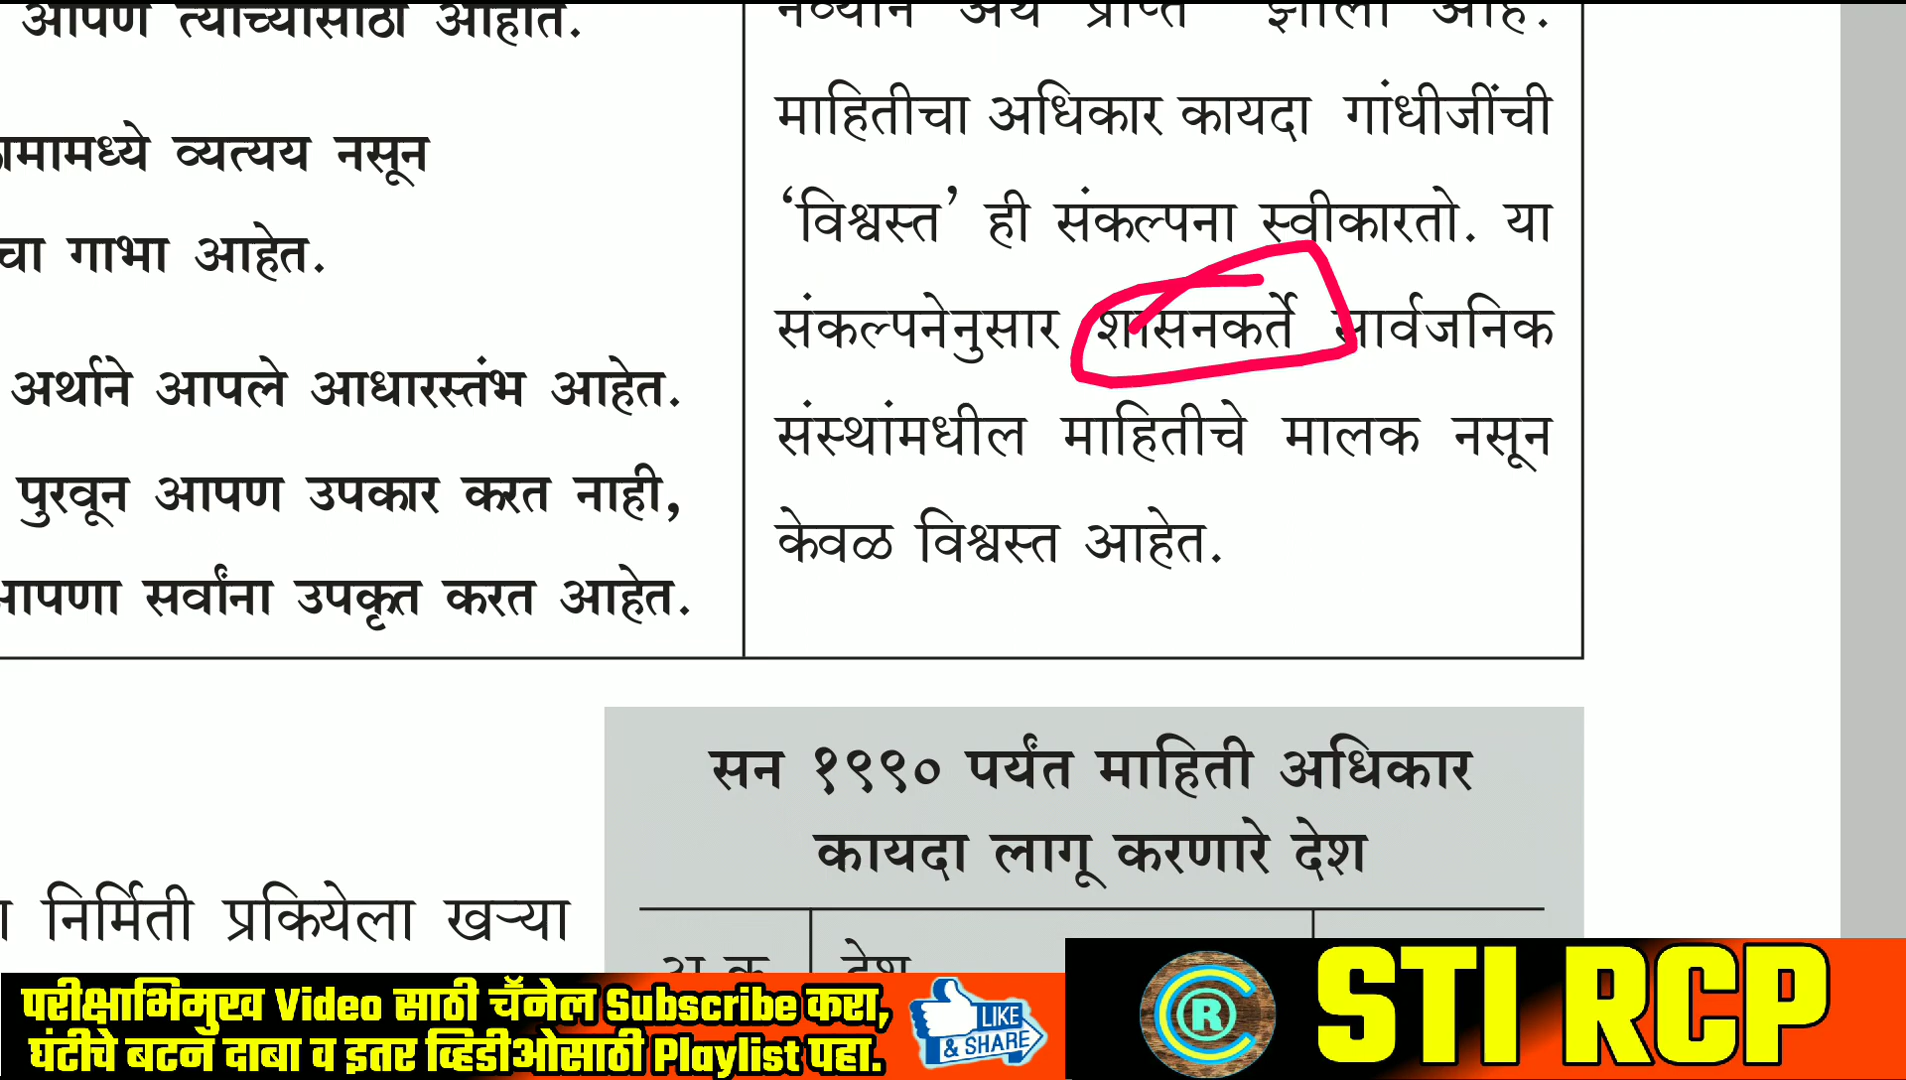 आपण त्यांच्यासाठी आहोत.
मामध्ये व्यत्यय नसून
चा गाभा आहेत.
अर्थाने आपले आधारस्तंभ आहेत.
पुरवून आपण उपकार करत नाही,
आपणा सर्वांना उपकृत करत आहेत.
नव्याने अर्थ प्राप्त झाला आहे.
माहितीचा अधिकार कायदा गांधीजींची
‘विश्वस्त’ ही संकल्पना स्वीकारतो. या
संकल्पनेनुसार शासनकर्ते सार्वजनिक
संस्थांमधील माहितीचे मालक नसून
केवळ विश्वस्त आहेत.
सन १९९० पर्यंत माहिती अधिकार
कायदा लागू करणारे देश
अ.क्र. देश
निर्मिती प्रकियेला खऱ्या
परीक्षाभिमुख Video साठी चॅनेल Subscribe करा,
घंटीचे बटन दाबा व इतर व्हिडीओसाठी Playlist पहा.
LIKE
& SHARE
C R
STI RCP